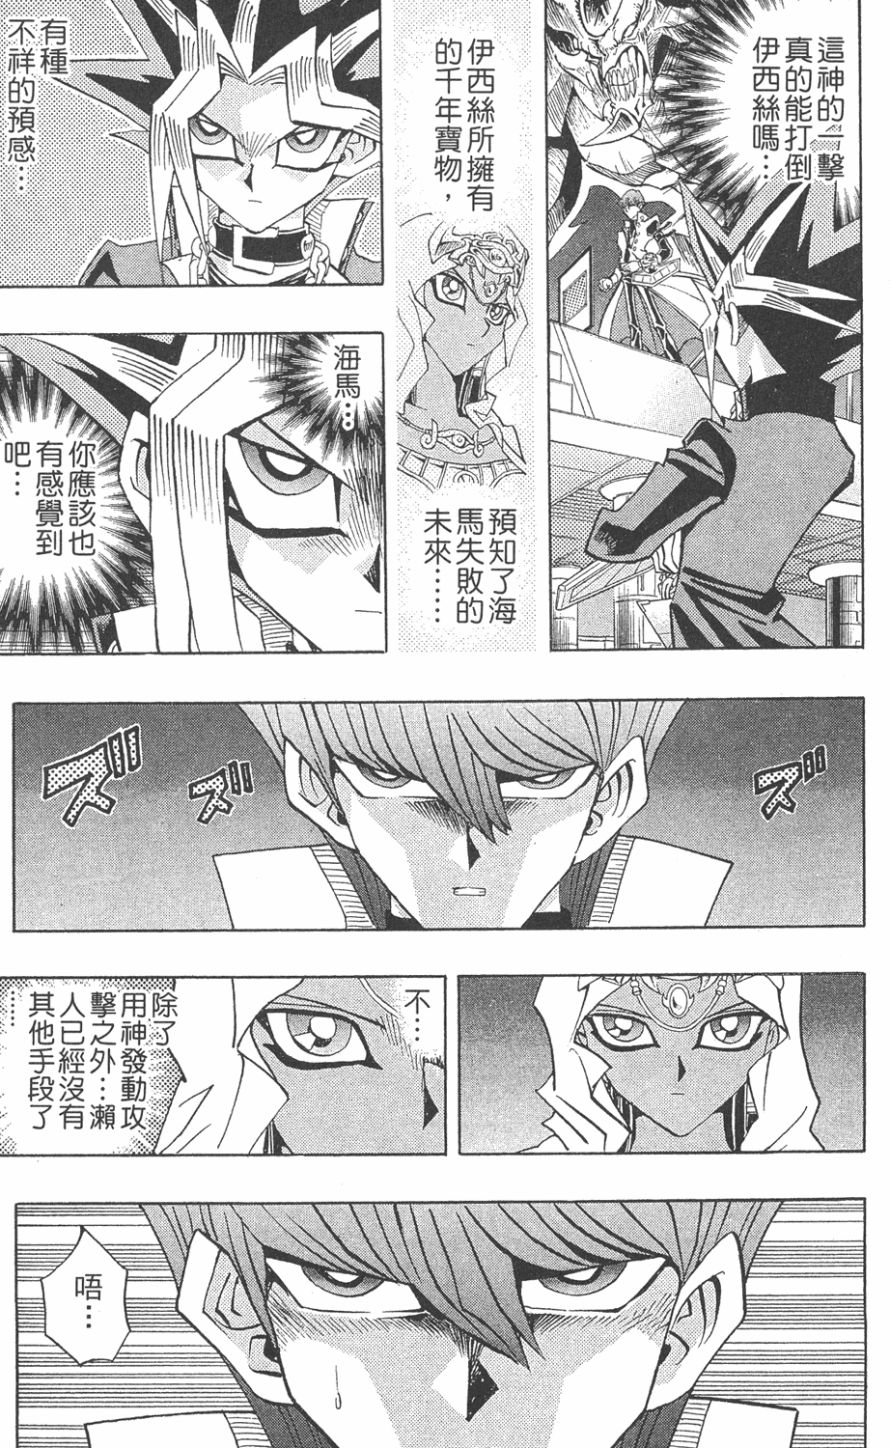 這神的一擊
真的能打倒
伊西絲嗎…
伊西絲所擁有
的千年寶物，
預知了海
馬失敗的
未來……
有種
不祥的預感…
海馬…
你應該也
有感覺到
吧…
ズズ
ズズ
ズズ
不…
除了
用神發動攻
擊之外…瀨
人已經沒有
其他手段了
……
唔…